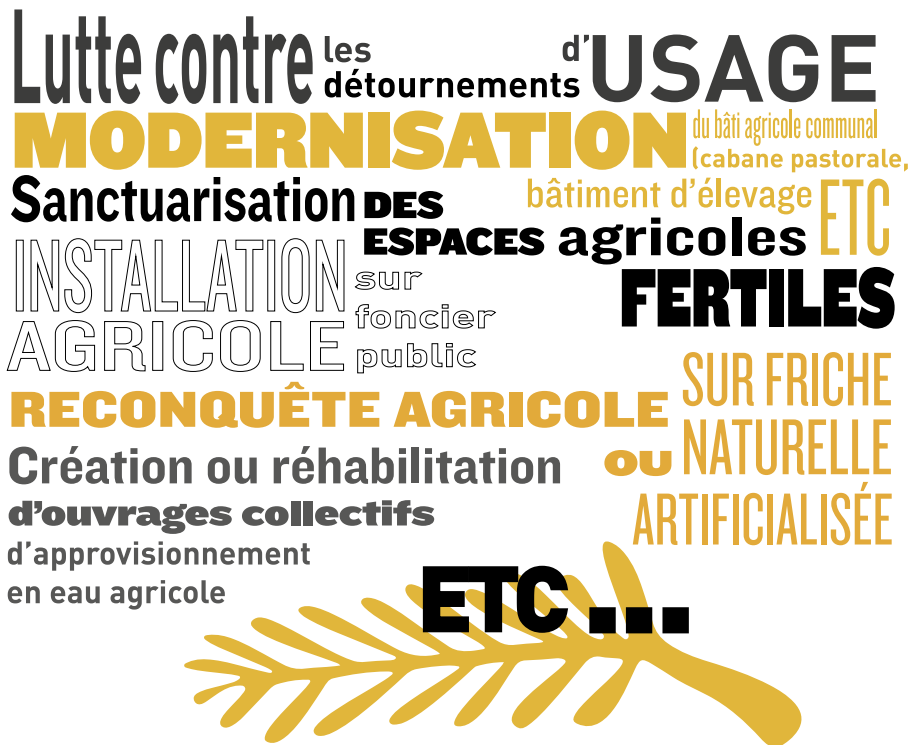 Lutte contre les détournements d'USAGE
MODERNISATION du bâti agricole communal
(cabane pastorale,
bâtiment d'élevage ETC
Sanctuarisation DES
ESPACES agricoles
FERTILES
INSTALLATION
AGRICOLE
sur
foncier
public
RECONQUÊTE AGRICOLE
SUR FRICHE
ou NATURELLE
ARTIFICIALISÉE
Création ou réhabilitation
d'ouvrages collectifs
d'approvisionnement
en eau agricole
ETC...